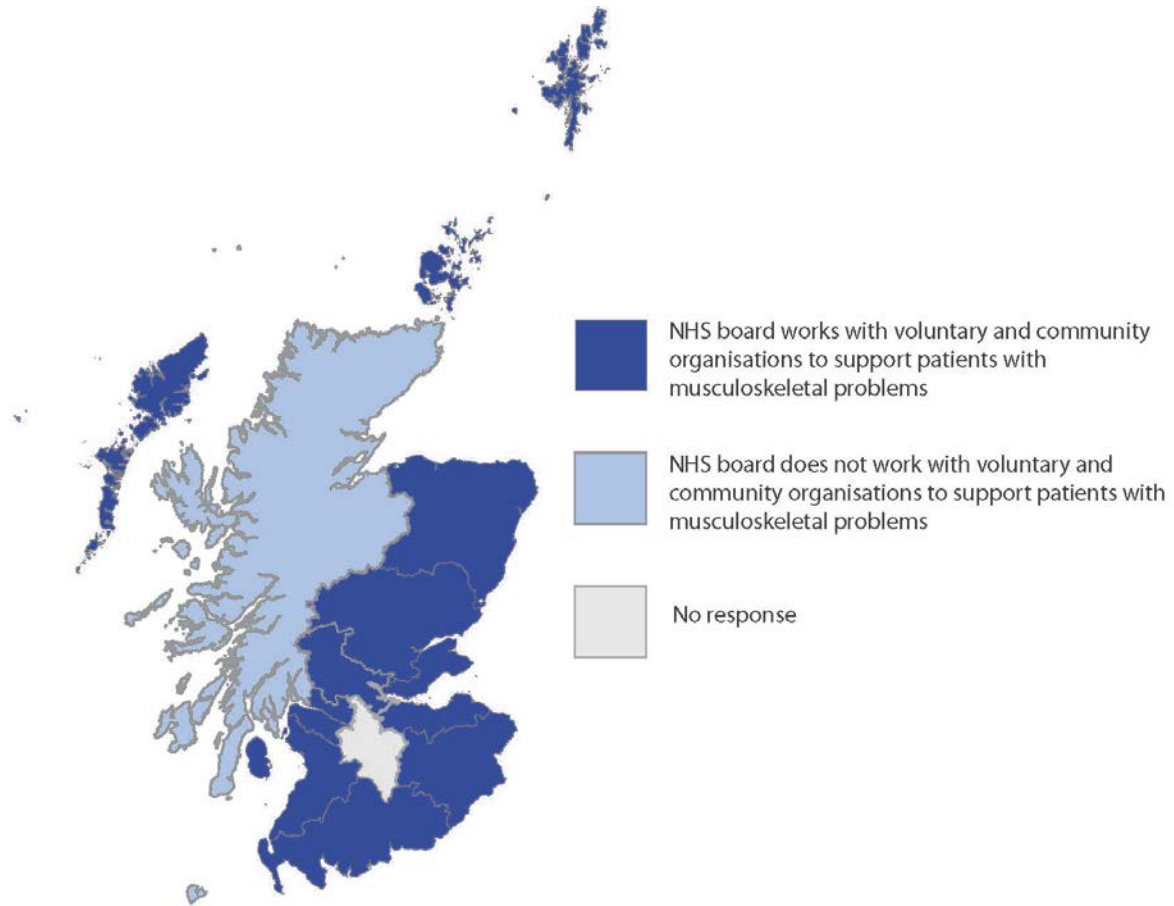 NHS board works with voluntary and community
organisations to support patients with
musculoskeletal problems
NHS board does not work with voluntary and
community organisations to support patients with
musculoskeletal problems
No response